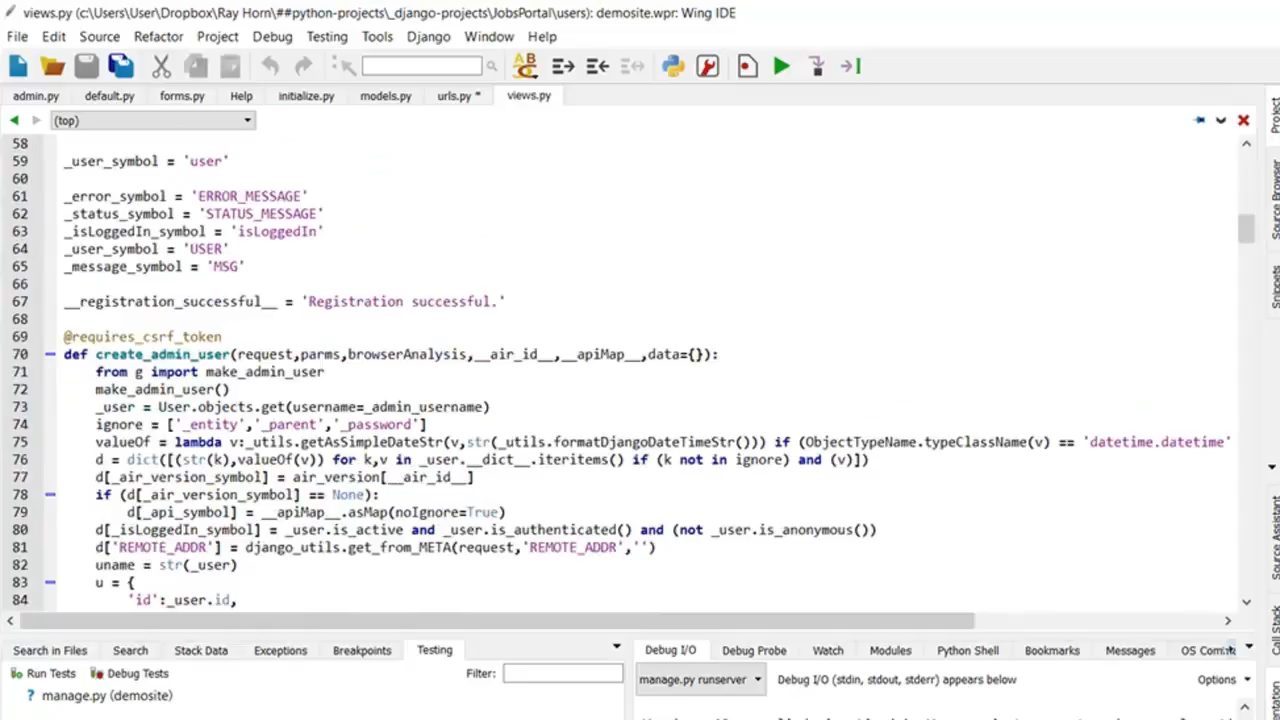 views.py (c:\Users\User\Dropbox\Ray Horn\##python-projects\_django-projects\JobsPortal\users): demosite.wpr: Wing IDE
File Edit Source Refactor Project Debug Testing Tools Django Window Help
admin.py default.py forms.py Help initialize.py models.py urls.py * views.py
(top)
58
59 _user_symbol = 'user'
60
61 _error_symbol = 'ERROR_MESSAGE'
62 _status_symbol = 'STATUS_MESSAGE'
63 _isLoggedIn_symbol = 'isLoggedIn'
64 _user_symbol = 'USER'
65 _message_symbol = 'MSG'
66
67 __registration_successful__ = 'Registration successful.'
68
69 @requires_csrf_token
70 def create_admin_user(request,parms,browserAnalysis,__air_id__,__apiMap__,data={}):
71 from g import make_admin_user
72 make_admin_user()
73 _user = User.objects.get(username=_admin_username)
74 ignore = ['_entity','_parent','_password']
75 valueOf = lambda v:_utils.getAsSimpleDateStr(v,str(_utils.formatDjangoDateTimeStr())) if (ObjectTypeName.typeClassName(v) == 'datetime.datetime'
76 d = dict([(str(k),valueOf(v)) for k,v in _user.__dict__.iteritems() if (k not in ignore) and (v)])
77 d[_air_version_symbol] = air_version[__air_id__]
78 if (d[_air_version_symbol] == None):
79 d[_api_symbol] = __apiMap__.asMap(noIgnore=True)
80 d[_isLoggedIn_symbol] = _user.is_active and _user.is_authenticated() and (not _user.is_anonymous())
81 d['REMOTE_ADDR'] = django_utils.get_from_META(request,'REMOTE_ADDR','')
82 uname = str(_user)
83 u = {
84 'id':_user.id,
Project
Source Browser
Snippets
Source Assistant
Call Stack
Search in Files Search Stack Data Exceptions Breakpoints Testing
Run Tests Debug Tests Filter:
? manage.py (demosite)
Debug I/O Debug Probe Watch Modules Python Shell Bookmarks Messages OS Comm
manage.py runserver Debug I/O (stdin, stdout, stderr) appears below Options